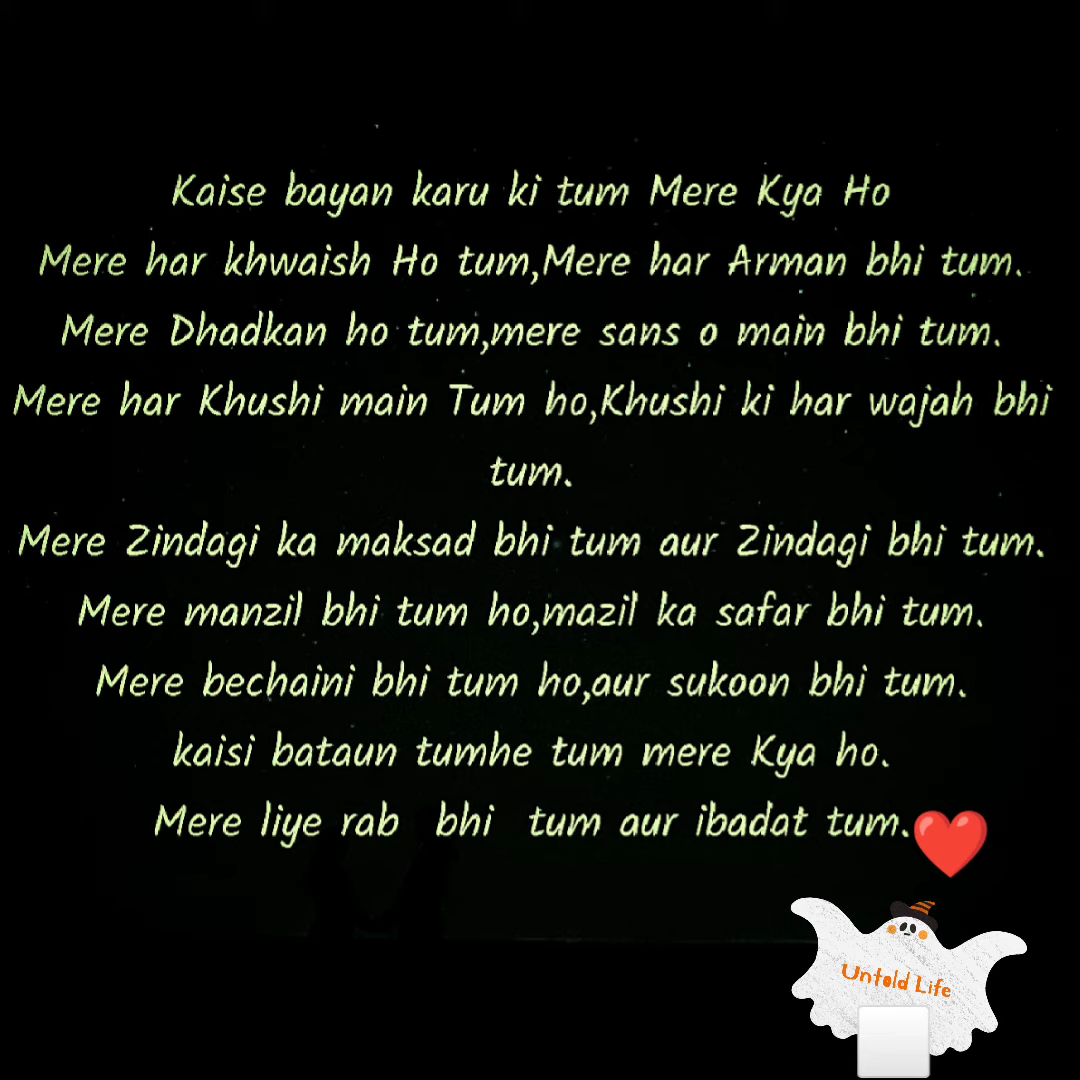 Kaise bayan karu ki tum Mere Kya Ho
Mere har khwaish Ho tum,Mere har Arman bhi tum.
Mere Dhadkan ho tum,mere sans o main bhi tum.
Mere har Khushi main Tum ho,Khushi ki har wajah bhi
tum.
Mere Zindagi ka maksad bhi tum aur Zindagi bhi tum.
Mere manzil bhi tum ho,mazil ka safar bhi tum.
Mere bechaini bhi tum ho,aur sukoon bhi tum.
kaisi bataun tumhe tum mere Kya ho.
Mere liye rab bhi tum aur ibadat tum.
Untold Life